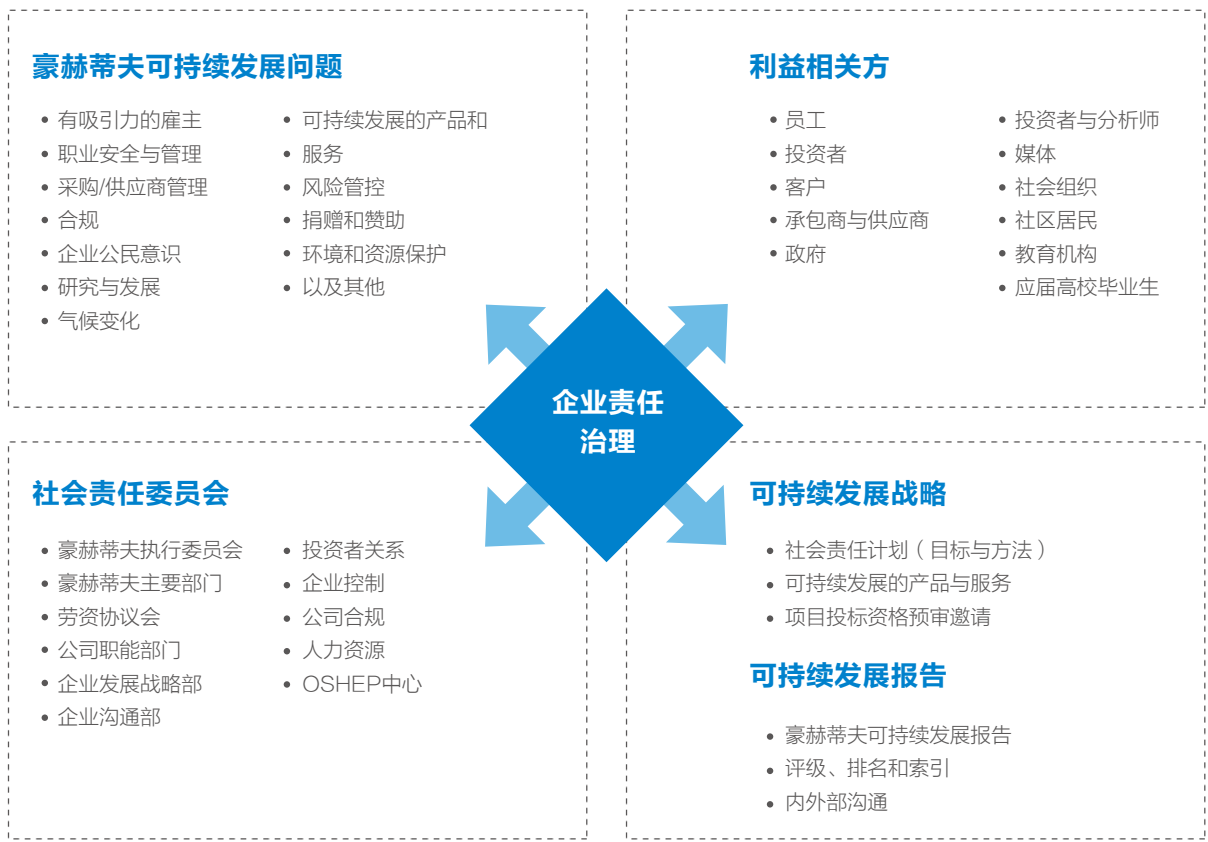 豪赫蒂夫可持续发展问题
有吸引力的雇主
职业安全与管理
采购/供应商管理
合规
企业公民意识
研究与发展
气候变化
可持续发展的产品和
服务
风险管控
捐赠和赞助
环境和资源保护
以及其他
利益相关方
员工
投资者
客户
承包商与供应商
政府
投资者与分析师
媒体
社会组织
社区居民
教育机构
应届高校毕业生
企业责任
治理
社会责任委员会
豪赫蒂夫执行委员会
豪赫蒂夫主要部门
劳资协议会
公司职能部门
企业发展战略部
企业沟通部
投资者关系
企业控制
公司合规
人力资源
OSHEP中心
可持续发展战略
社会责任计划（目标与方法）
可持续发展的产品与服务
项目投标资格预审邀请
可持续发展报告
豪赫蒂夫可持续发展报告
评级、排名和索引
内外部沟通